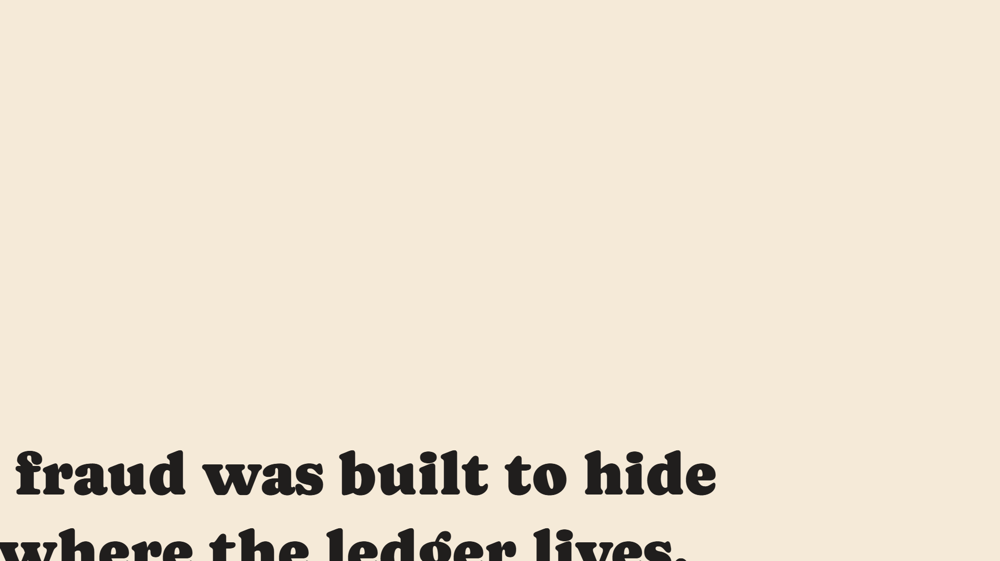 fraud was built to hide
where the ledger lives.